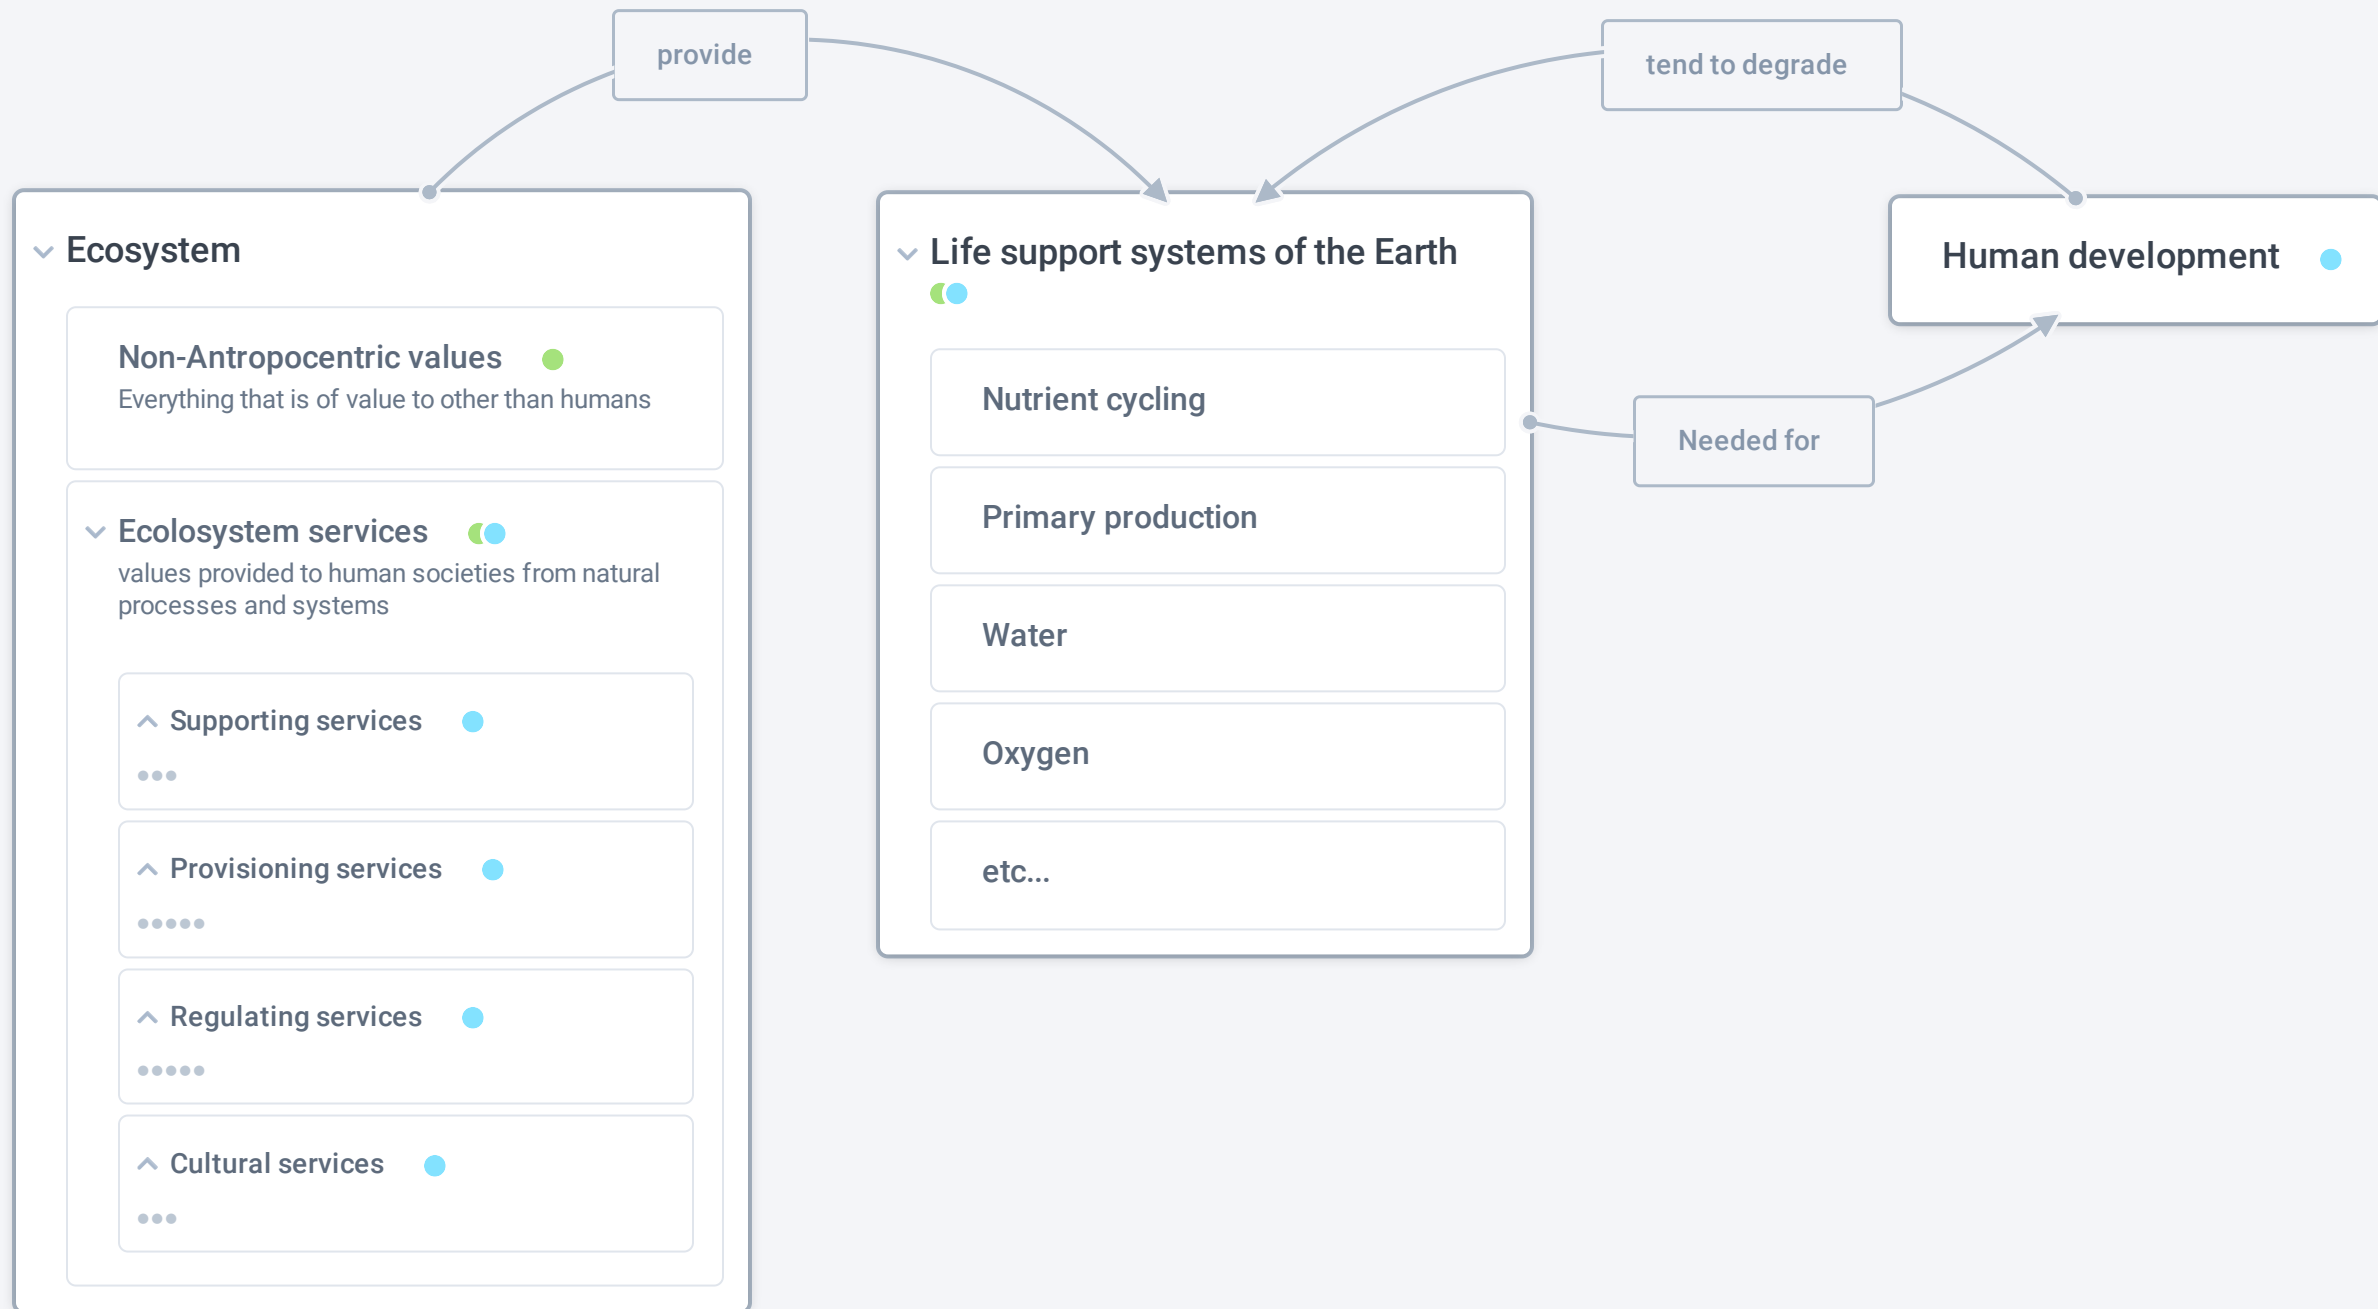 provide
tend to degrade
Ecosystem
Non-Antropocentric values
Everything that is of value to other than humans
Ecolosystem services
values provided to human societies from natural
processes and systems
Supporting services
Provisioning services
Regulating services
Cultural services
Life support systems of the Earth
Nutrient cycling
Primary production
Water
Oxygen
etc...
Human development
Needed for